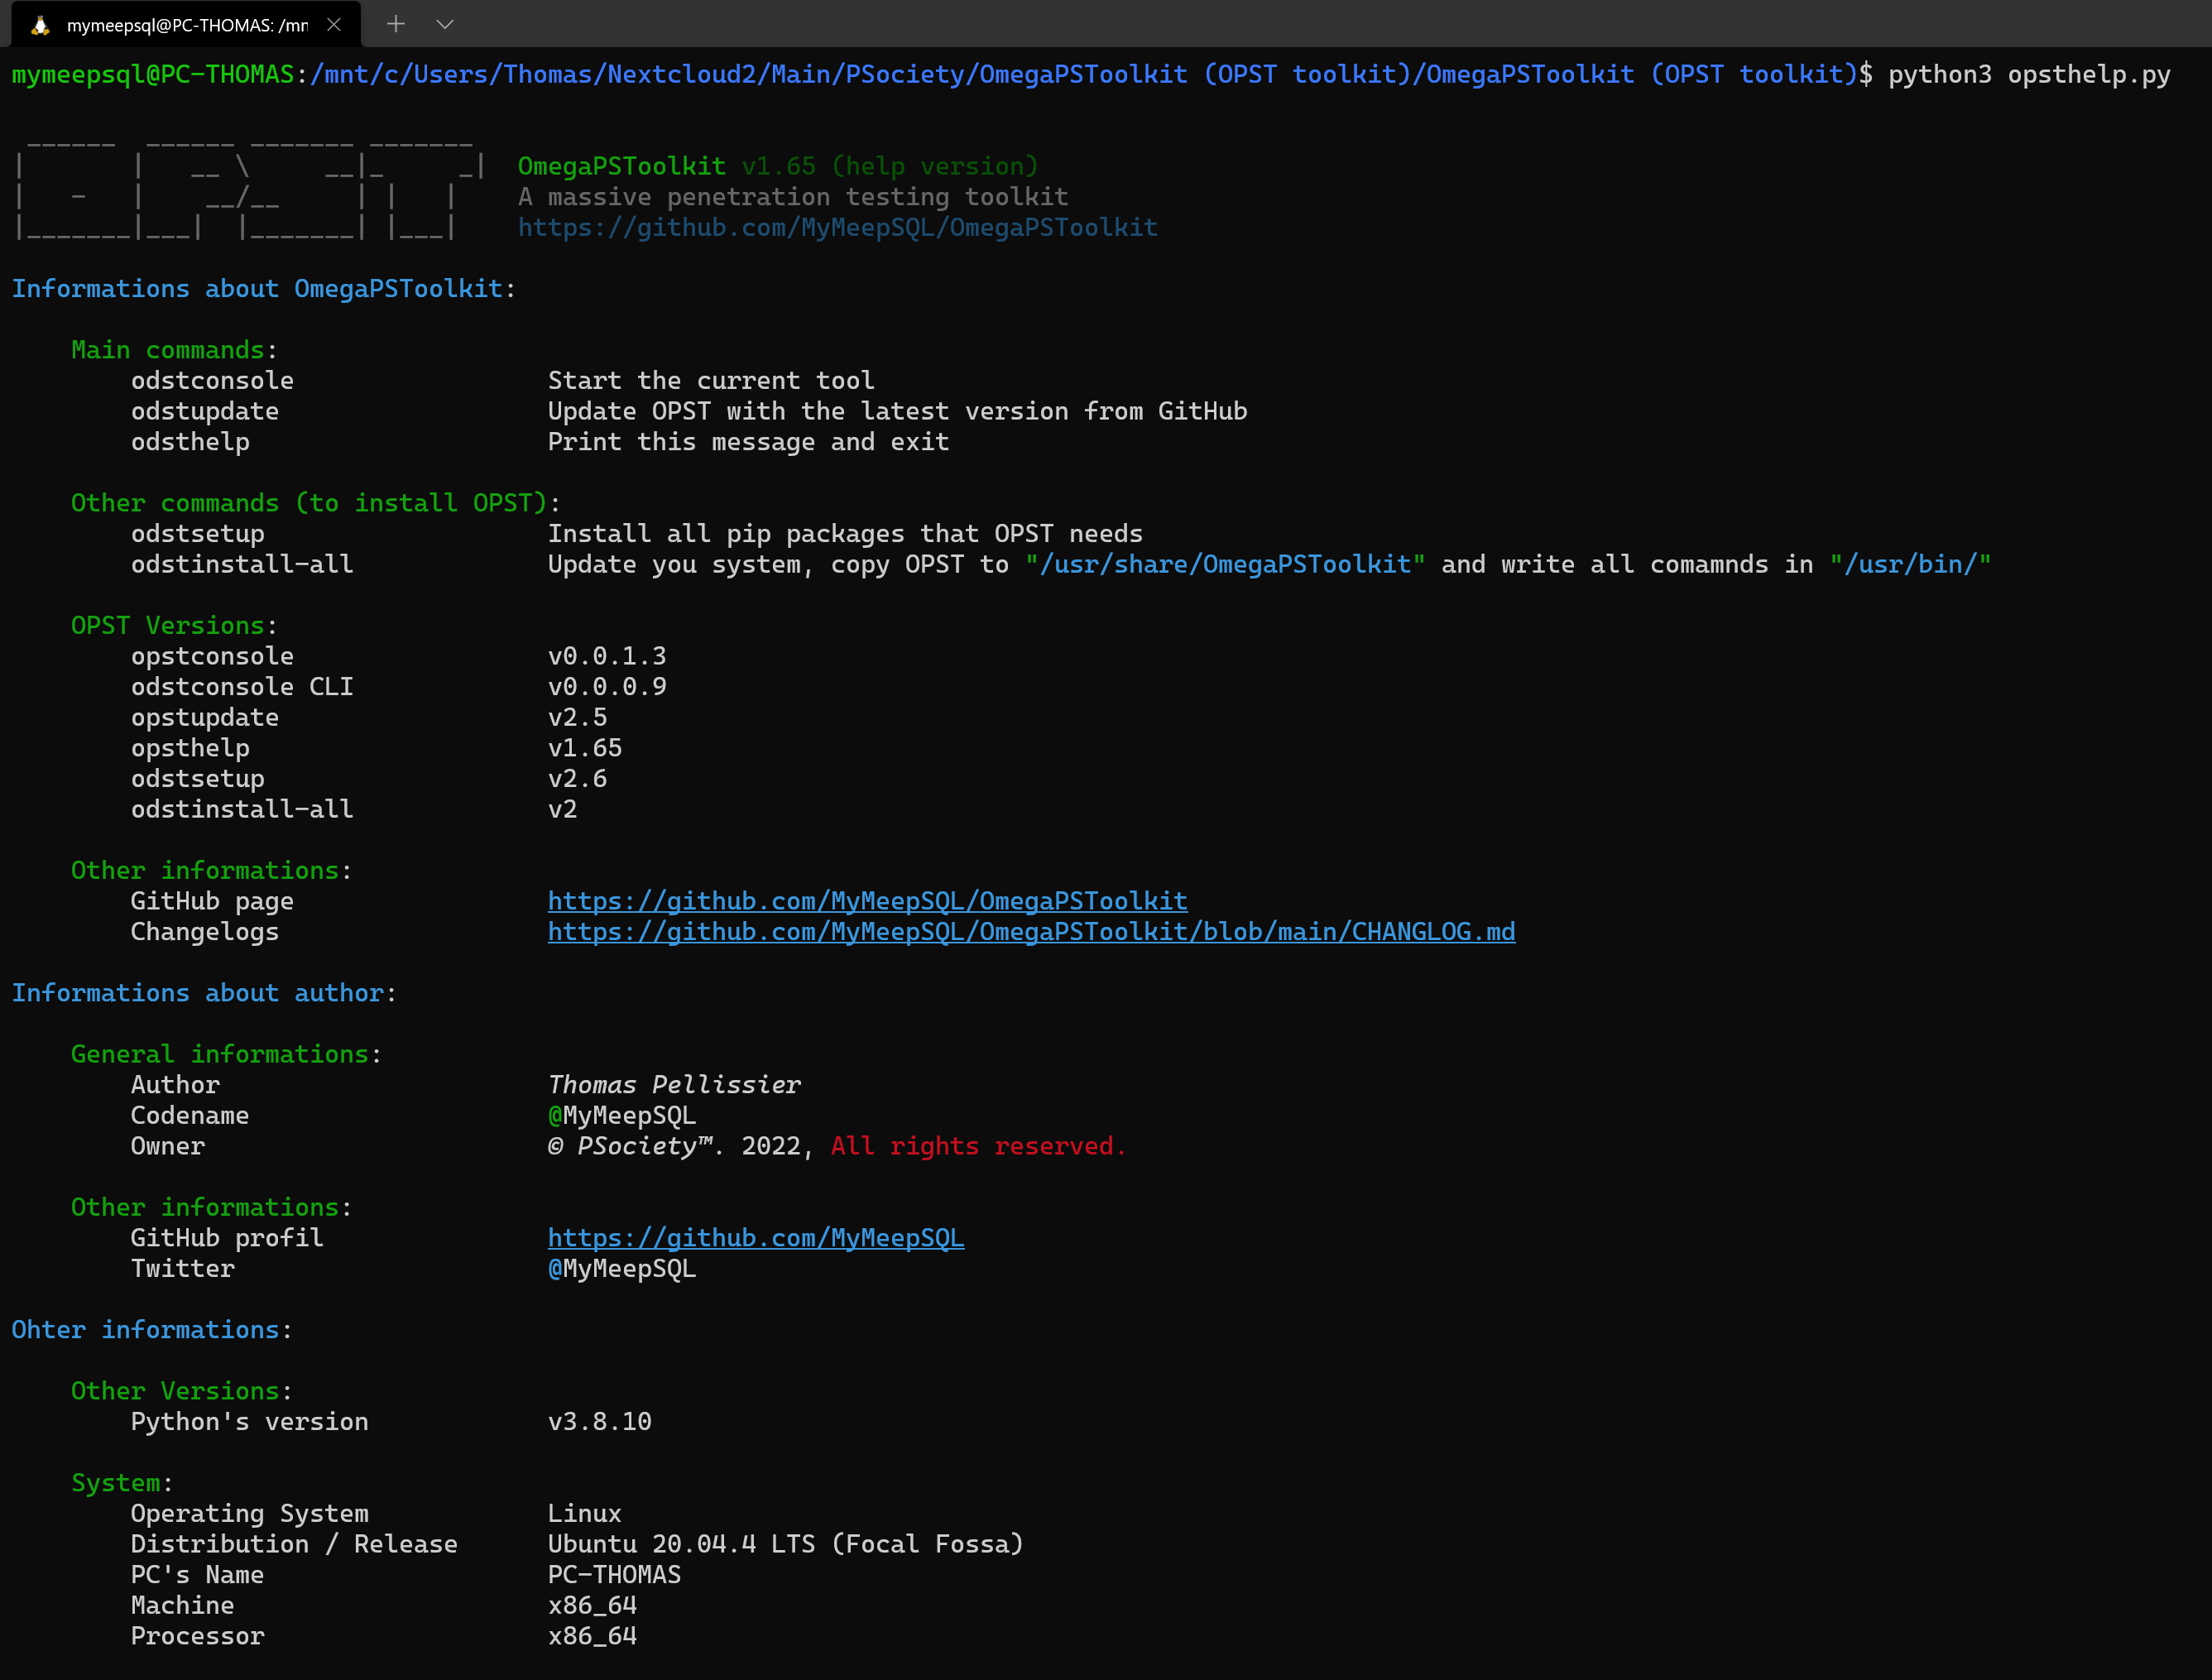 mymeepsql@PC-THOMAS: /mn
mymeepsql@PC-THOMAS:/mnt/c/Users/Thomas/Nextcloud2/Main/PSociety/OmegaPSToolkit (OPST toolkit)/OmegaPSToolkit (OPST toolkit)$ python3 opsthelp.py
OmegaPSToolkit v1.65 (help version)
A massive penetration testing toolkit
https://github.com/MyMeepSQL/OmegaPSToolkit
Informations about OmegaPSToolkit:
Main commands:
odstconsole Start the current tool
odstupdate Update OPST with the latest version from GitHub
odsthelp Print this message and exit
Other commands (to install OPST):
odstsetup Install all pip packages that OPST needs
odstinstall-all Update you system, copy OPST to "/usr/share/OmegaPSToolkit" and write all comamnds in "/usr/bin/"
OPST Versions:
opstconsole v0.0.1.3
odstconsole CLI v0.0.0.9
opstupdate v2.5
opsthelp v1.65
odstsetup v2.6
odstinstall-all v2
Other informations:
GitHub page https://github.com/MyMeepSQL/OmegaPSToolkit
Changelogs https://github.com/MyMeepSQL/OmegaPSToolkit/blob/main/CHANGLOG.md
Informations about author:
General informations:
Author Thomas Pellissier
Codename @MyMeepSQL
Owner © PSociety™. 2022, All rights reserved.
Other informations:
GitHub profil https://github.com/MyMeepSQL
Twitter @MyMeepSQL
Ohter informations:
Other Versions:
Python's version v3.8.10
System:
Operating System Linux
Distribution / Release Ubuntu 20.04.4 LTS (Focal Fossa)
PC's Name PC-THOMAS
Machine x86_64
Processor x86_64